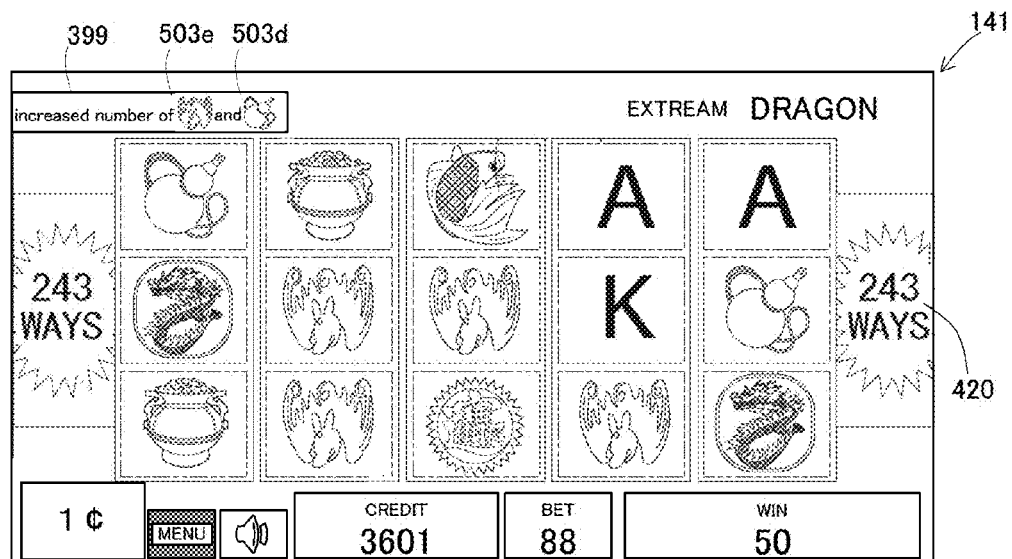 399 503e 503d
141
increased number of and
EXTREAM DRAGON
A A
243
WAYS
K
243
WAYS
420
1 ¢
MENU
CREDIT
3601
BET
88
WIN
50